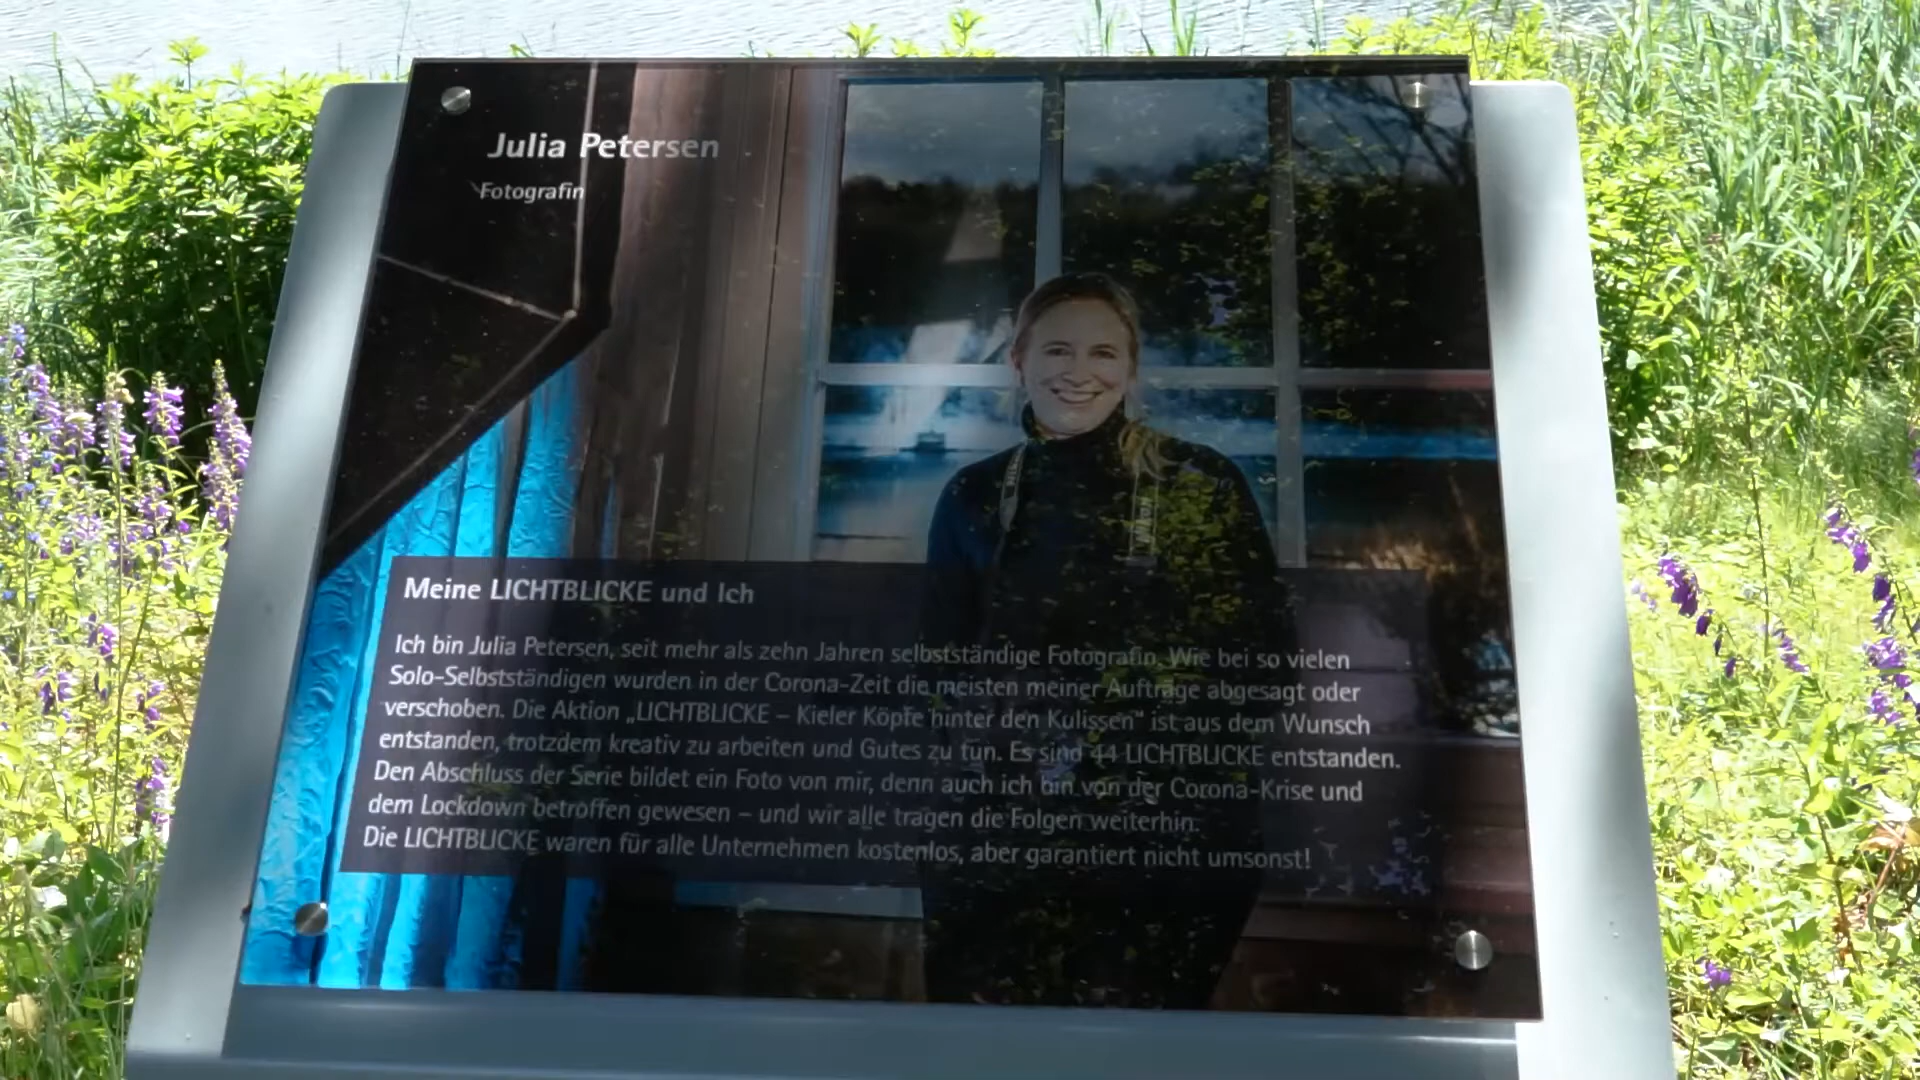 Julia Petersen
Fotografin
Nikon
Meine LICHTBLICKE und Ich
Ich bin Julia Petersen, seit mehr als zehn Jahren selbstständige Fotografin. Wie bei so vielen
Solo-Selbstständigen wurden in der Corona-Zeit die meisten meiner Aufträge abgesagt oder
verschoben. Die Aktion „LICHTBLICKE – Kieler Köpfe hinter den Kulissen“ ist aus dem Wunsch
entstanden, trotzdem kreativ zu arbeiten und Gutes zu tun. Es sind 44 LICHTBLICKE entstanden.
Den Abschluss der Serie bildet ein Foto von mir, denn auch ich bin von der Corona-Krise und
dem Lockdown betroffen gewesen – und wir alle tragen die Folgen weiterhin.
Die LICHTBLICKE waren für alle Unternehmen kostenlos, aber garantiert nicht umsonst!